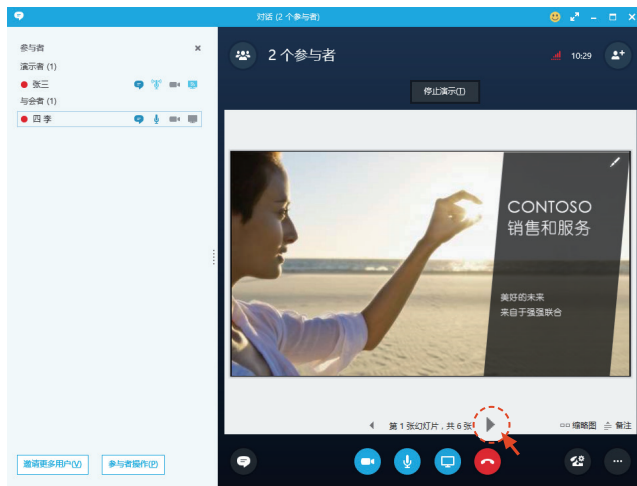 对话 (2 个参与者)
参与者
演示者 (1)
张三
与会者 (1)
四 李
2 个参与者
10:29
停止演示(T)
CONTOSO
销售和服务
美好的未来
来自于强强联合
第 1 张幻灯片，共 6 张
缩略图
备注
邀请更多用户(V)
参与者操作(P)